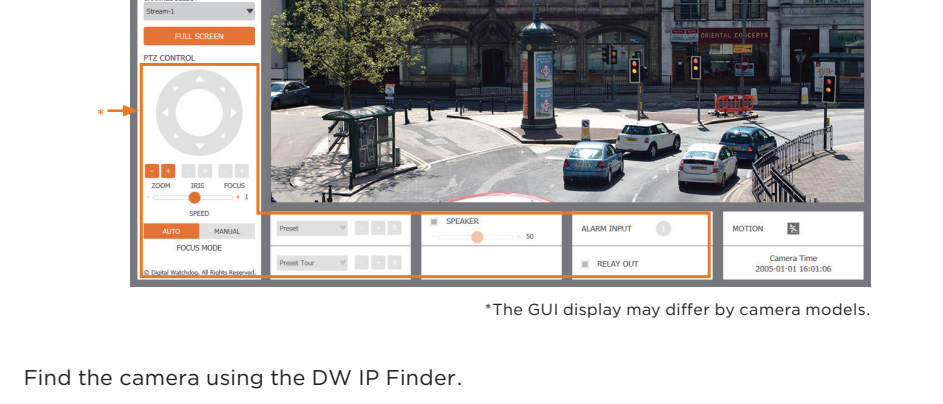 Stream-1
FULL SCREEN
ORIENTAL CONCEPTS
PTZ CONTROL
*
- + - + - +
ZOOM IRIS FOCUS
- + 1
SPEED
AUTO MANUAL
FOCUS MODE
© Digital Watchdog. All Rights Reserved.
Preset - + R
Preset Tour
SPEAKER
- + 50
ALARM INPUT 1
RELAY OUT
MOTION
Camera Time
2005-01-01 16:01:06
*The GUI display may differ by camera models.
Find the camera using the DW IP Finder.